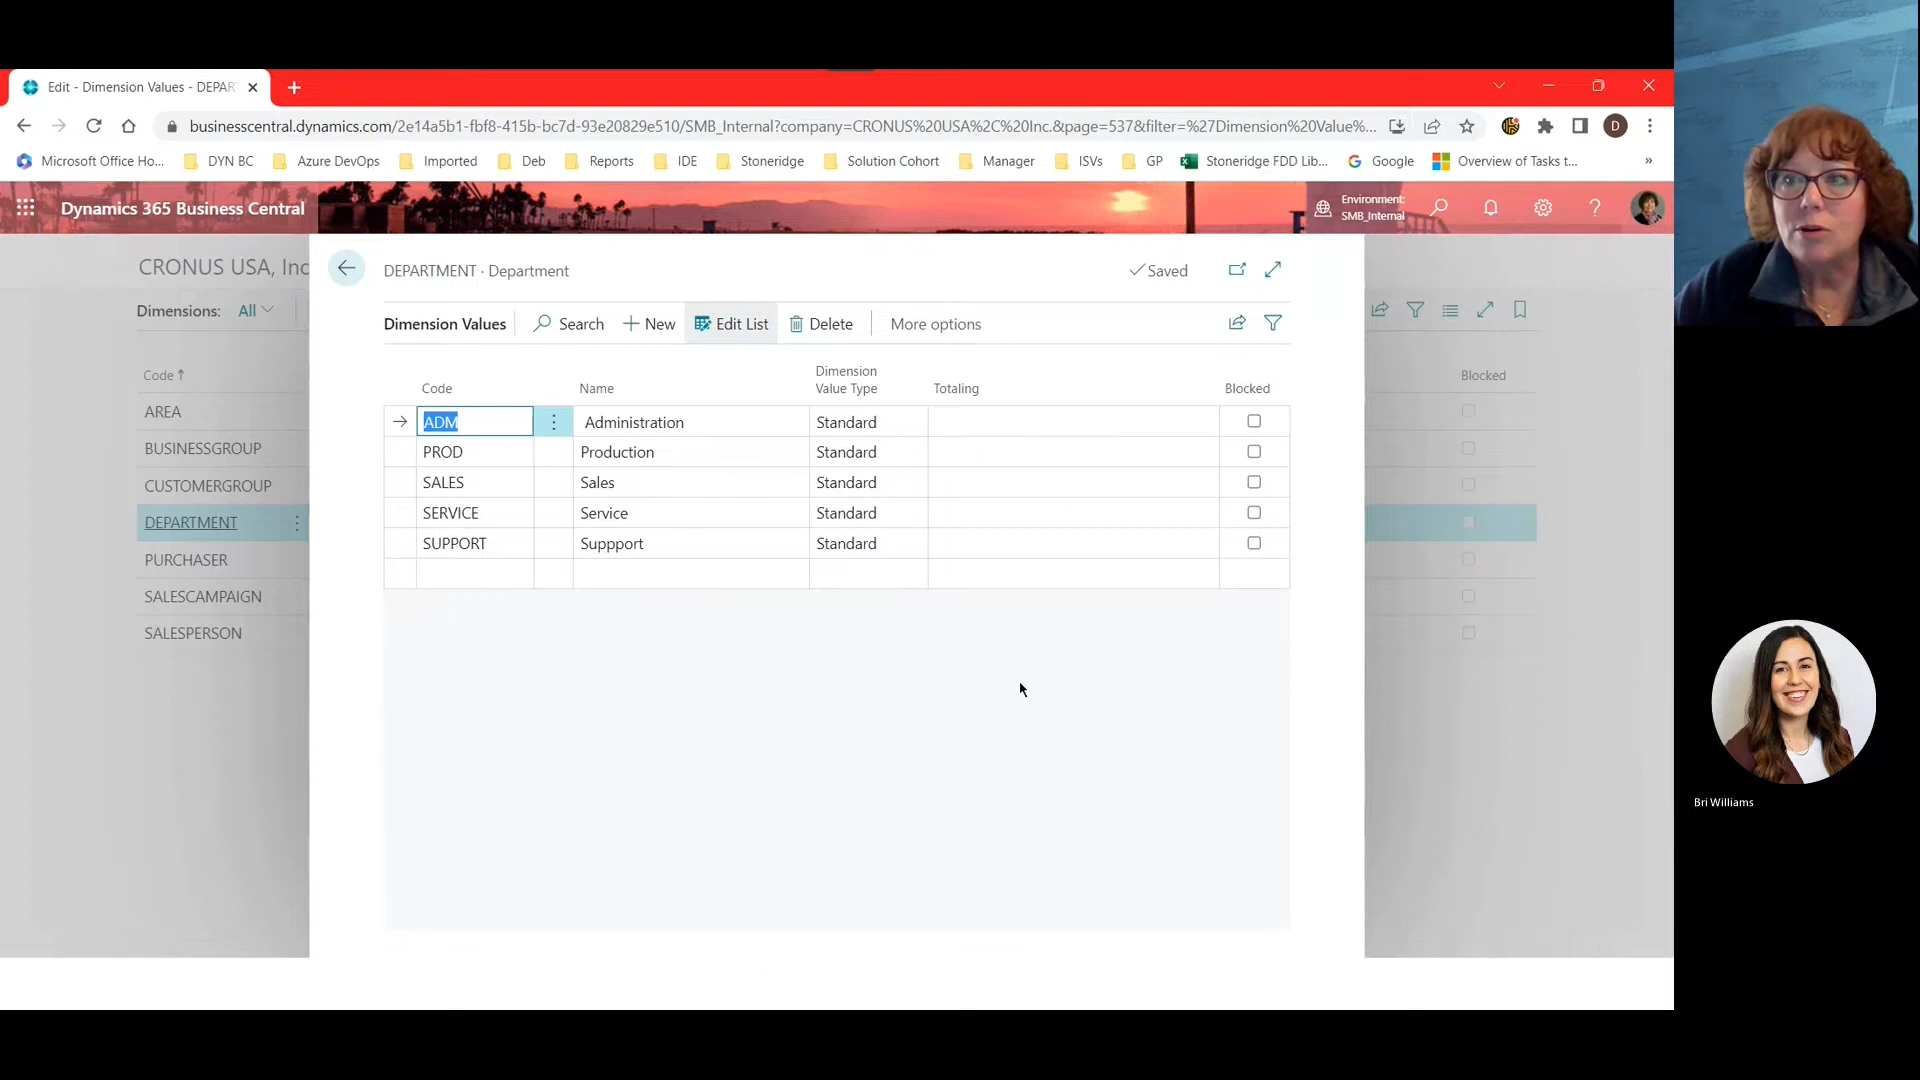 Edit - Dimension Values - DEPAR
businesscentral.dynamics.com/2e14a5b1-fbf8-415b-bc7d-93e20829e510/SMB_Internal?company=CRONUS%20USA%2C%20Inc.&page=537&filter=%27Dimension%20Value%...
D
Microsoft Office Ho... DYN BC Azure DevOps Imported Deb Reports IDE Stoneridge Solution Cohort Manager ISVs GP Stoneridge FDD Lib... Google Overview of Tasks t... »
Dynamics 365 Business Central
Environment:
SMB_Internal
CRONUS USA, Inc
DEPARTMENT · Department
Saved
Dimensions: All
Dimension Values Search New Edit List Delete More options
Code ↑
Blocked
Code Name Dimension Value Type Totaling Blocked
AREA
BUSINESSGROUP
CUSTOMERGROUP
DEPARTMENT
PURCHASER
SALESCAMPAIGN
SALESPERSON
ADM Administration Standard
PROD Production Standard
SALES Sales Standard
SERVICE Service Standard
SUPPORT Suppport Standard
Bri Williams